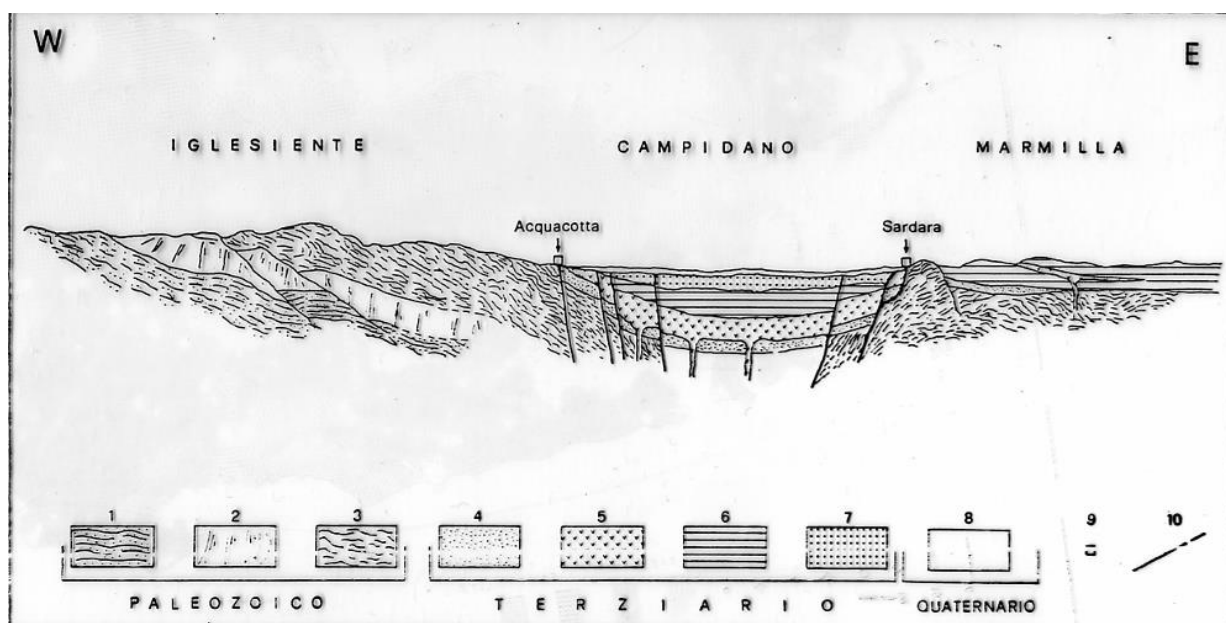 W
E
IGLESIENTE CAMPIDANO MARMILLA
Acquacotta Sardara
1 2 3 4 5 6 7 8 9 10
PALEOZOICO TERZIARIO QUATERNARIO